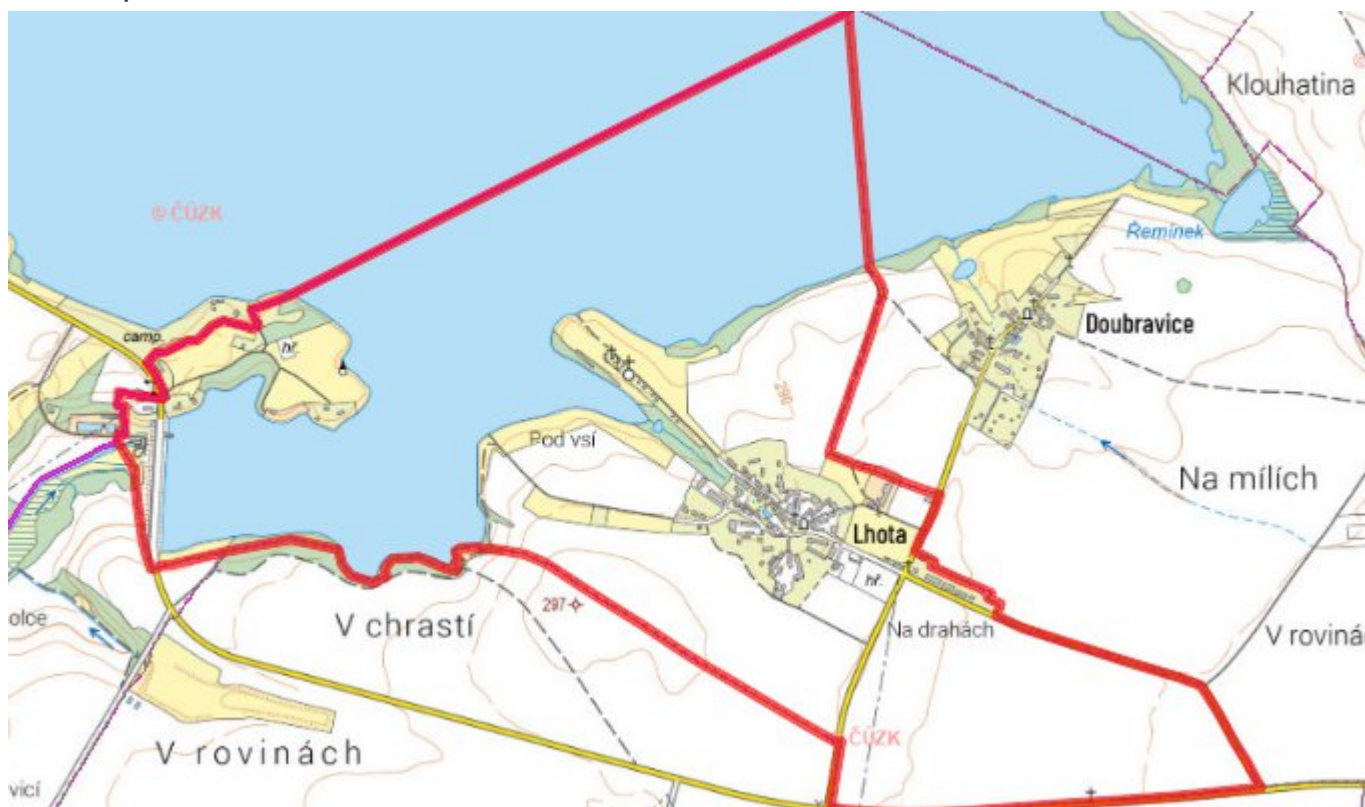 Klouhatina
© ČÚZK
Řemínek
camp.
hř.
Doubravice
280
Pod vsí
Na mílích
Lhota
hř.
297
olce
V chrastí
Na drahách
V roviná
ČÚZK
V rovinách
vicí